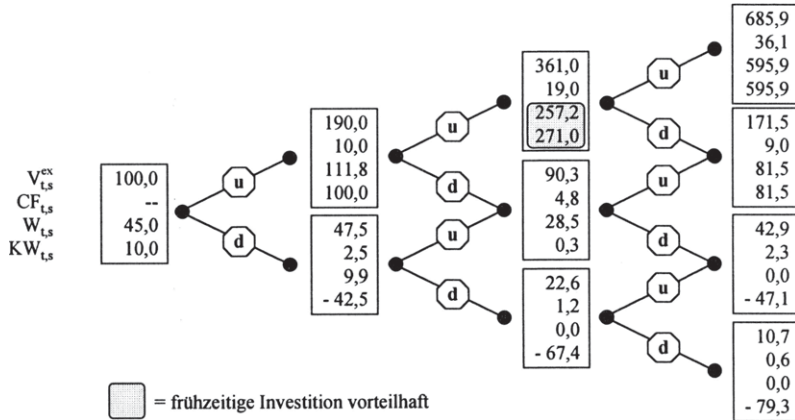 V^ex_t,s
CF_t,s
W_t,s
KW_t,s
100,0
--
45,0
10,0
u
d
190,0
10,0
111,8
100,0
47,5
2,5
9,9
- 42,5
u
d
u
d
361,0
19,0
257,2
271,0
90,3
4,8
28,5
0,3
22,6
1,2
0,0
- 67,4
u
d
u
d
u
d
685,9
36,1
595,9
595,9
171,5
9,0
81,5
81,5
42,9
2,3
0,0
- 47,1
10,7
0,6
0,0
- 79,3
= frühzeitige Investition vorteilhaft